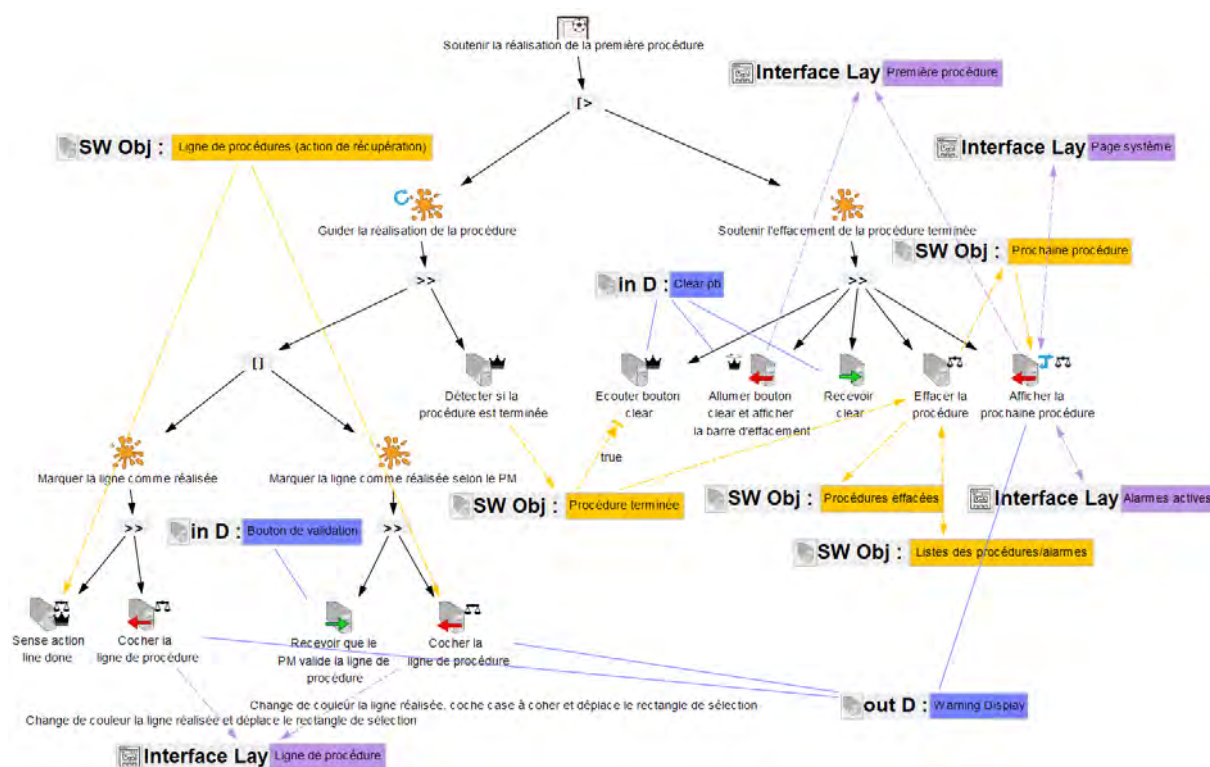 Soutenir la réalisation de la première procédure
Interface Lay Première procédure
[>
SW Obj : Ligne de procédures (action de récupération)
Interface Lay Page système
Guider la réalisation de la procédure
Soutenir l'effacement de la procédure terminée
SW Obj : Prochaine procédure
>>
>>
in D : Clear pb
[]
Détecter si la
procédure est terminée
Ecouter bouton
clear
Allumer bouton
clear et afficher
la barre d'effacement
Recevoir
clear
Effacer la
procédure
Afficher la
prochaine procédure
true
Marquer la ligne comme réalisée
Marquer la ligne comme réalisée selon le PM
SW Obj : Procédure terminée
SW Obj : Procédures effacées
Interface Lay Alarmes actives
>>
in D : Bouton de validation
>>
SW Obj : Listes des procédures/alarmes
Sense action
line done
Cocher la
ligne de procédure
Recevoir que le
PM valide la ligne de
procédure
Cocher la
ligne de procédure
Change de couleur la ligne réalisée, coche case à coher et déplace le rectangle de sélection
out D : Warning Display
Change de couleur la ligne réalisée et déplace le rectangle de sélection
Interface Lay Ligne de procédure